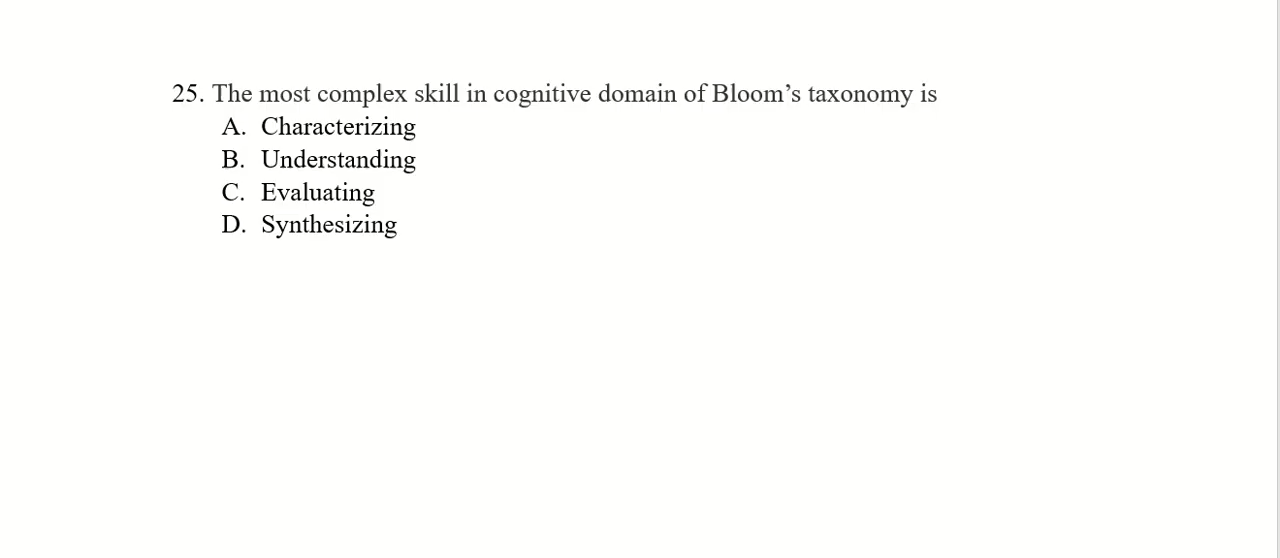 25. The most complex skill in cognitive domain of Bloom’s taxonomy is
A. Characterizing
B. Understanding
C. Evaluating
D. Synthesizing